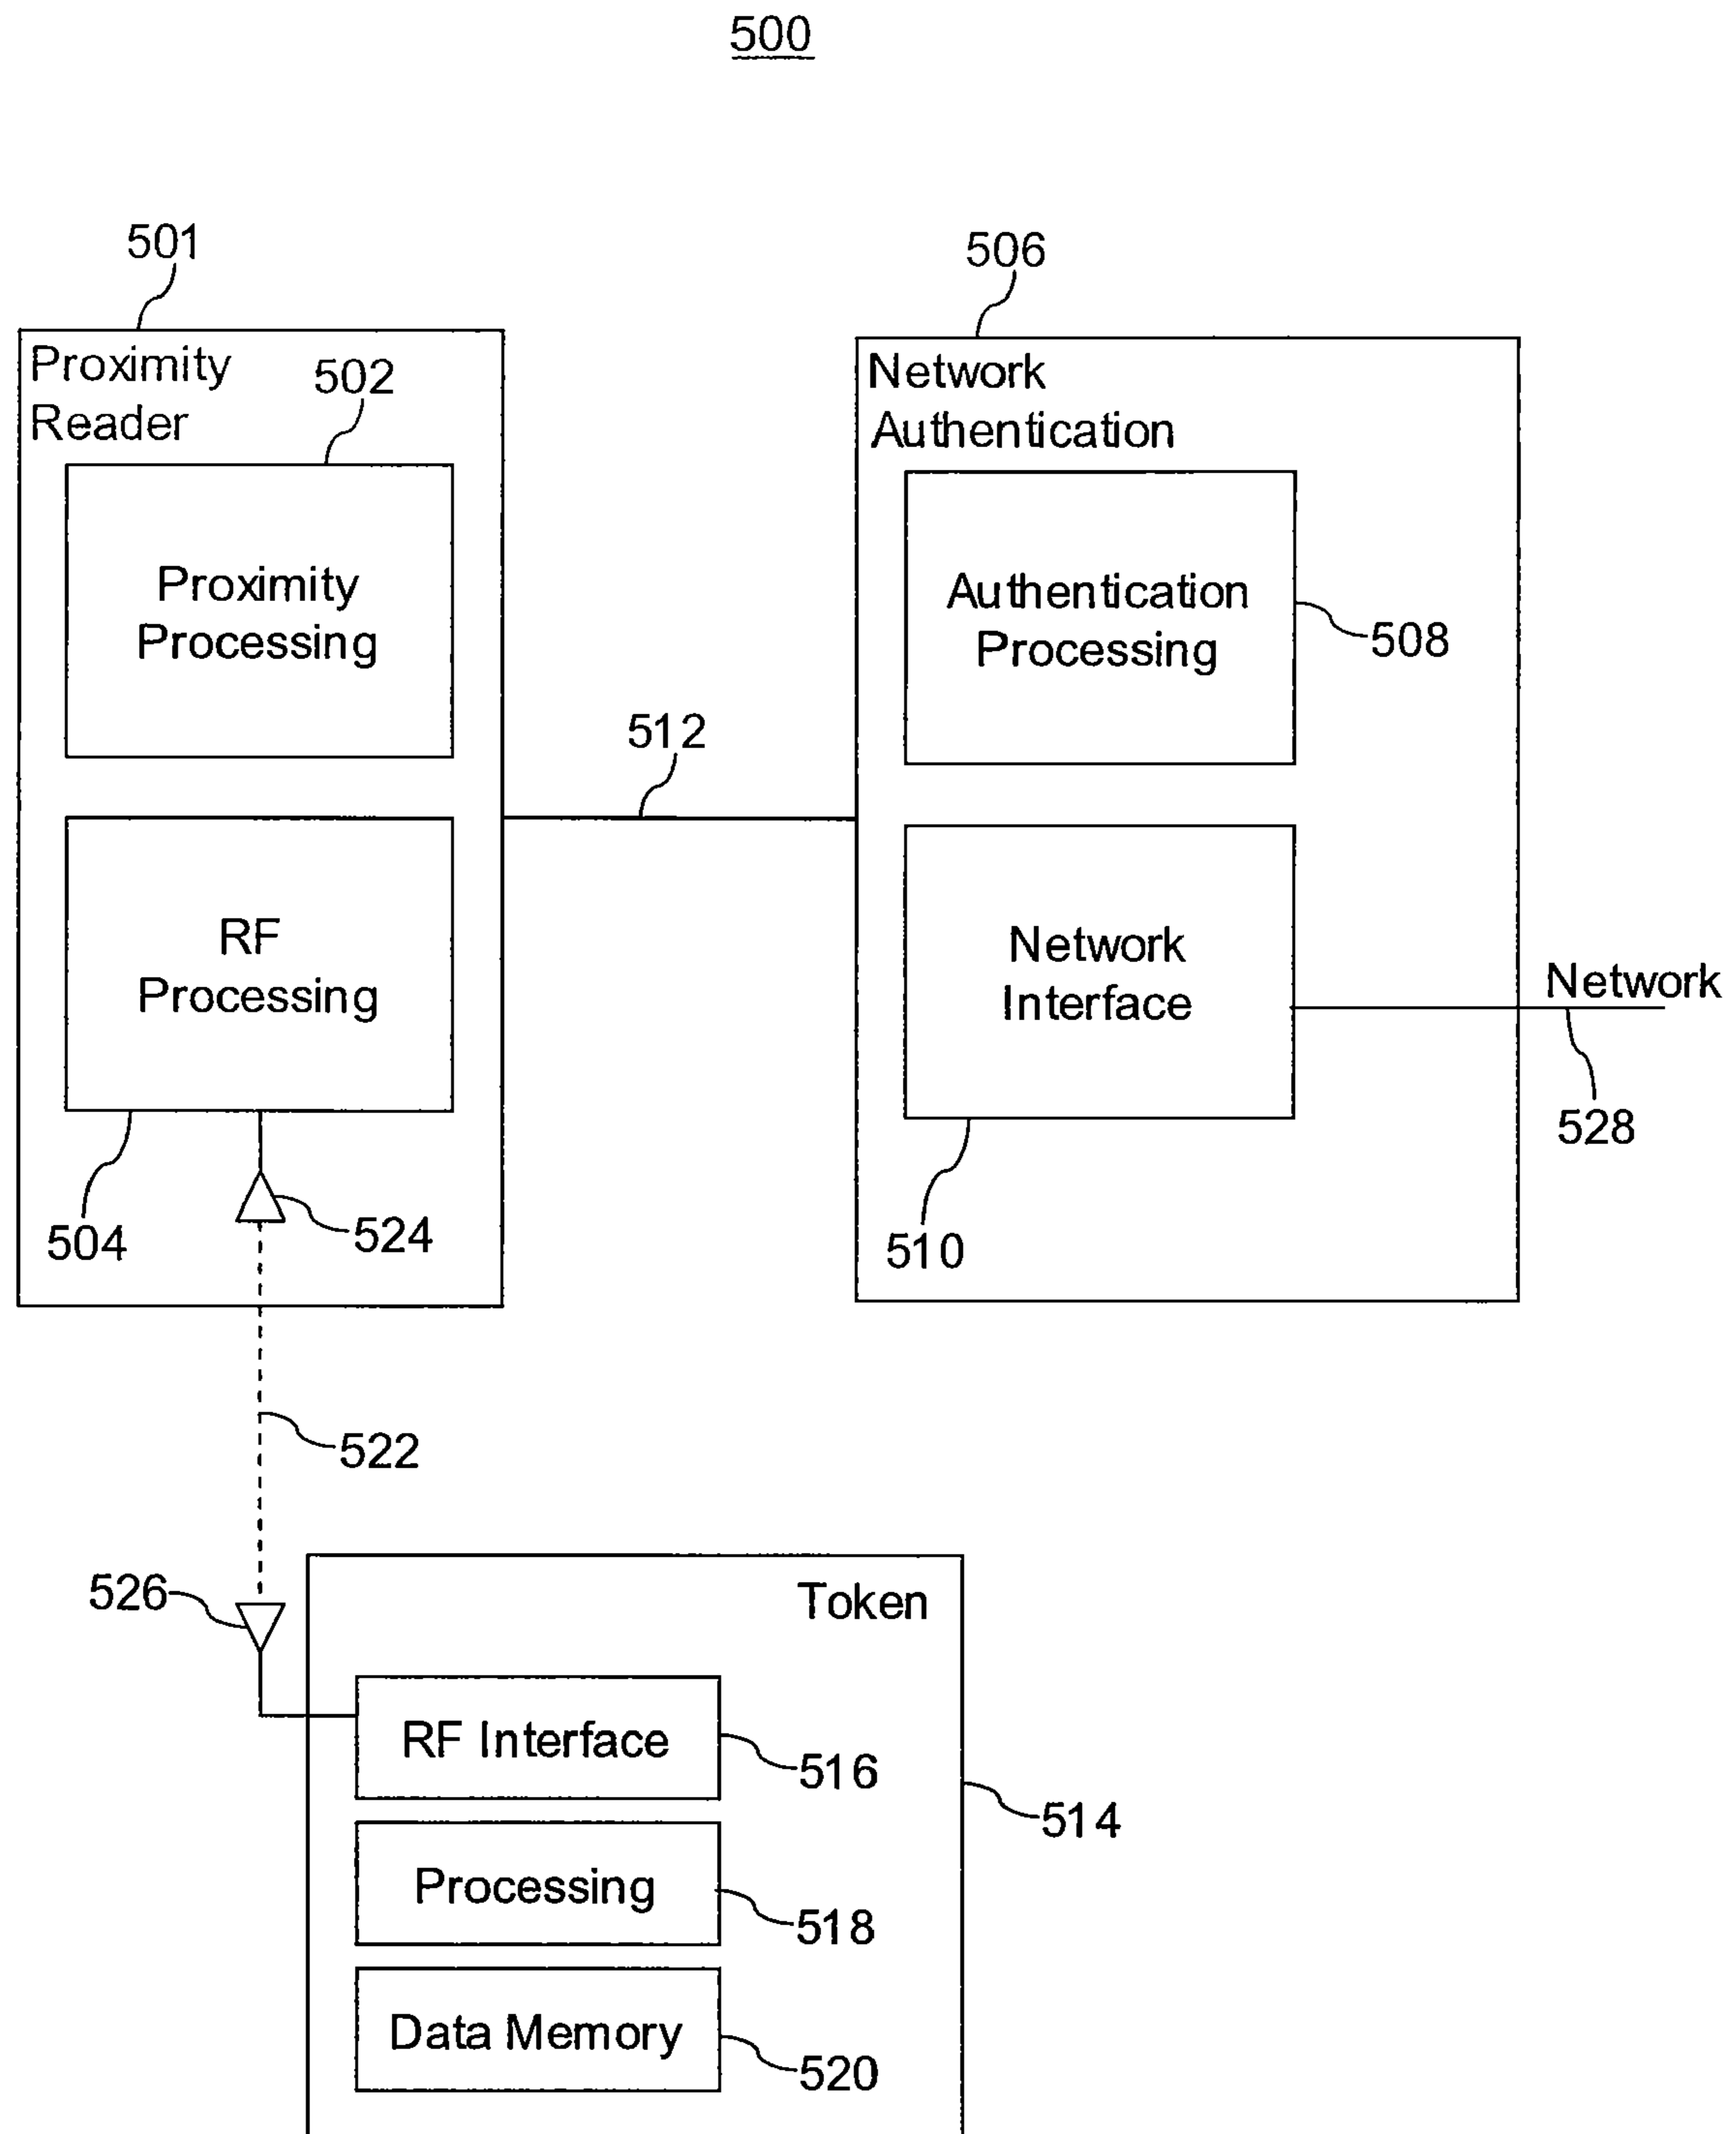 500
501
506
Proximity
Reader
502
Network
Authentication
Proximity
Processing
Authentication
Processing
508
512
RF
Processing
Network
Interface
Network
528
504
524
510
522
526
Token
RF Interface
516
514
Processing
518
Data Memory
520